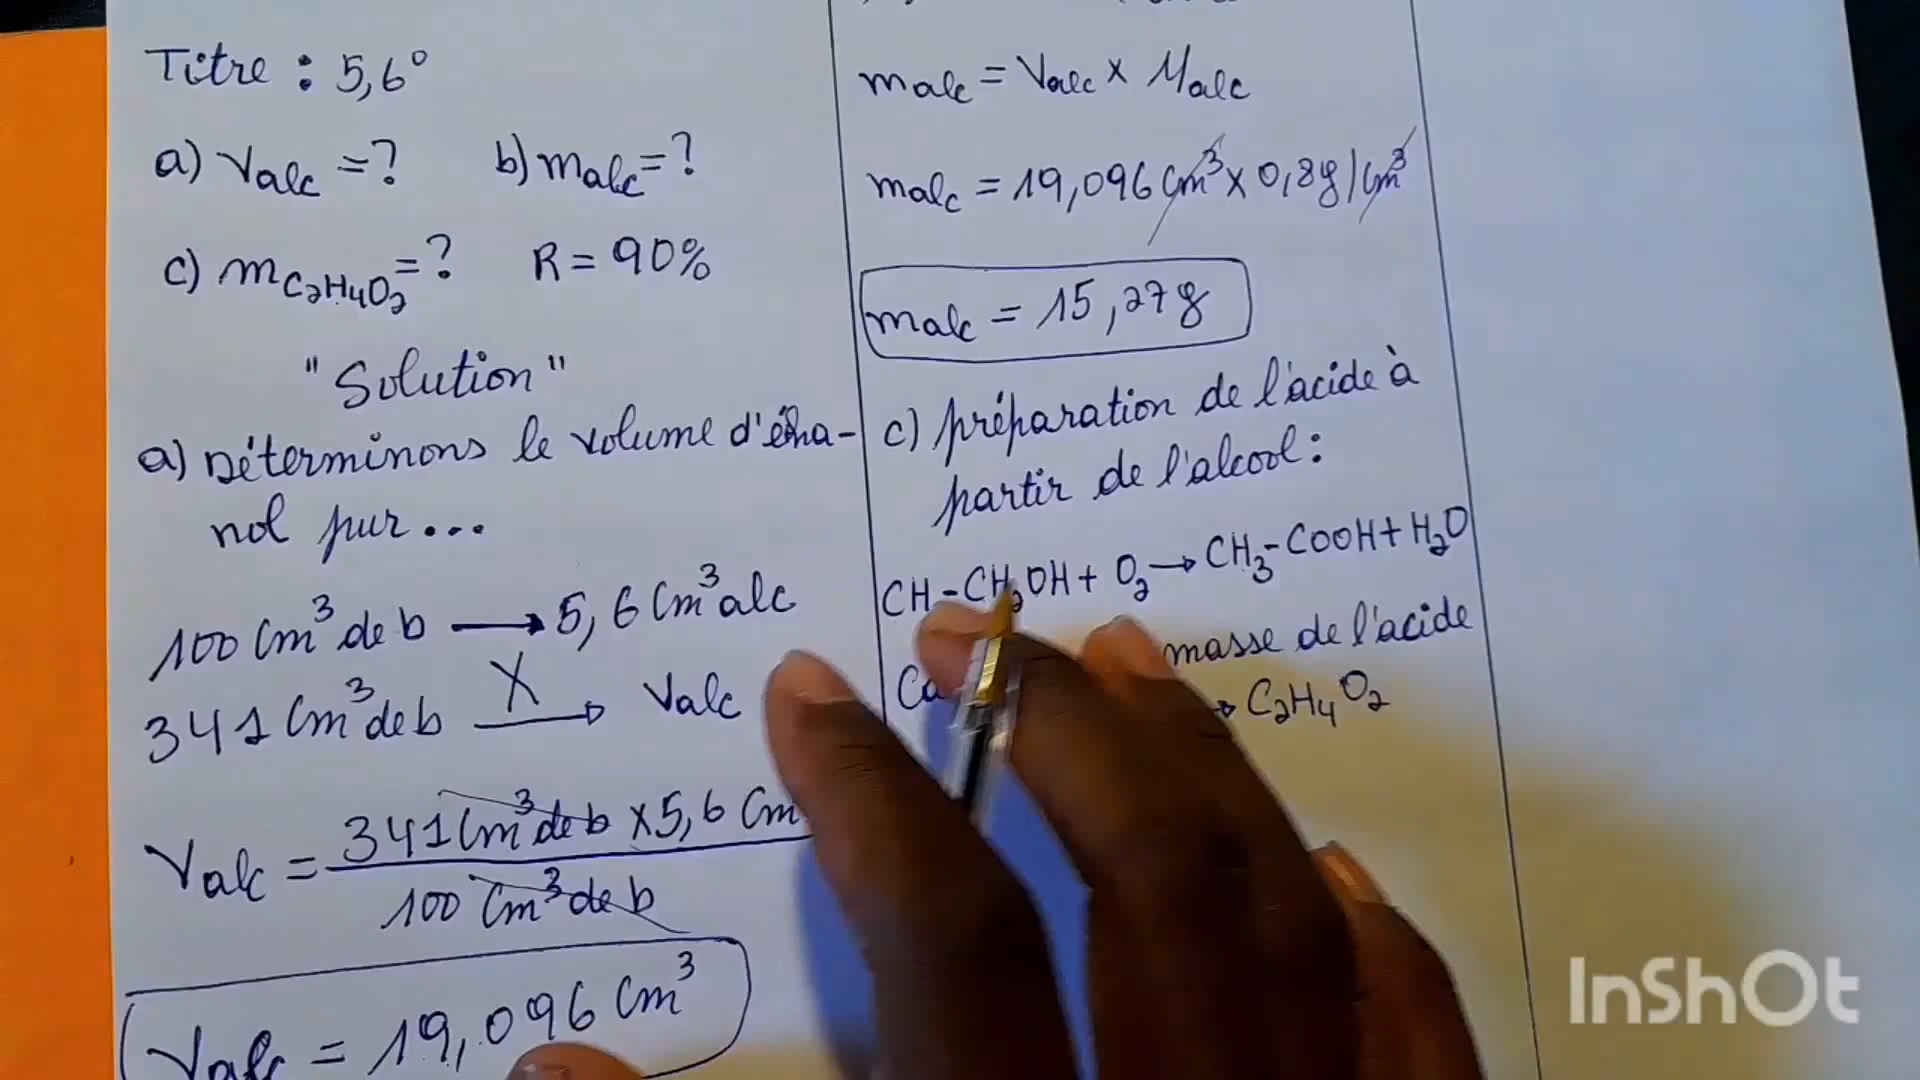 Titre : 5,6°
a) Valc = ? b) malc = ?
c) mC2H4O2 = ? R = 90%
"Solution"
a) Déterminons le volume d'étha-
nol pur...
100 Cm³ de b → 5,6 Cm³ alc
341 Cm³ de b X → Valc
Valc = 341 Cm³ de b x 5,6 Cm
100 Cm³ de b
Valc = 19,096 Cm³
malc = Valc x Malc
malc = 19,096 Cm³ x 0,8g/Cm³
malc = 15,27g
c) préparation de l'acide à
partir de l'alcool :
CH-CH2OH + O2 → CH3-COOH + H2O
masse de l'acide
→ C2H4O2
InShOt